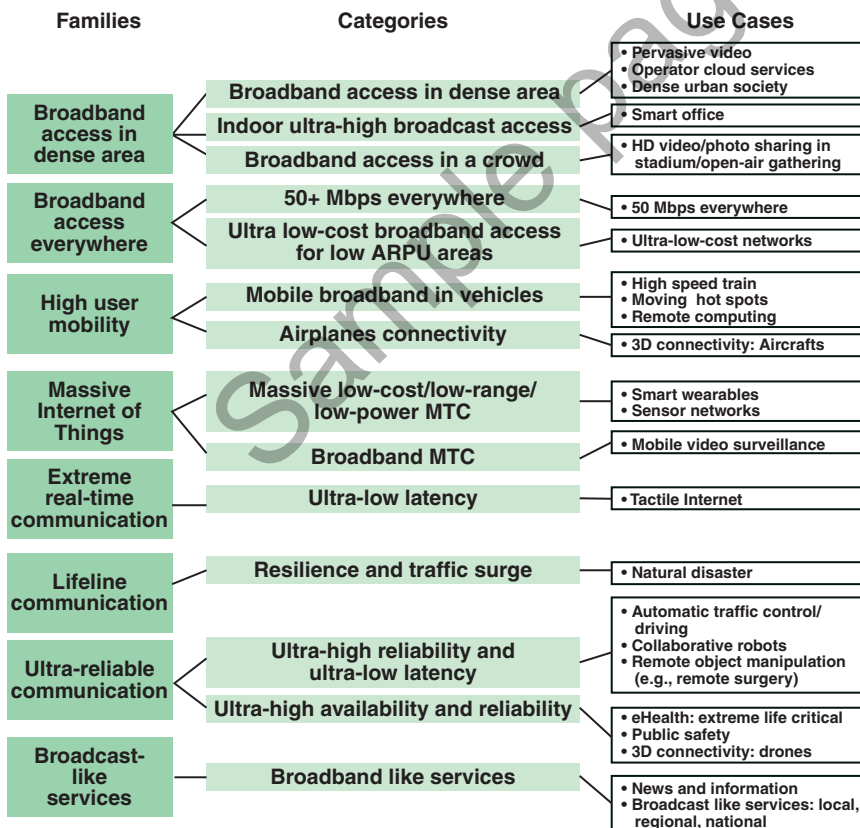 Families
Categories
Use Cases
Broadband
access in
dense area
Broadband access in dense area
• Pervasive video
• Operator cloud services
• Dense urban society
Indoor ultra-high broadcast access
• Smart office
Broadband access in a crowd
• HD video/photo sharing in
stadium/open-air gathering
Broadband
access
everywhere
50+ Mbps everywhere
• 50 Mbps everywhere
Ultra low-cost broadband access
for low ARPU areas
• Ultra-low-cost networks
High user
mobility
Mobile broadband in vehicles
• High speed train
• Moving hot spots
• Remote computing
Airplanes connectivity
• 3D connectivity: Aircrafts
Massive
Internet of
Things
Massive low-cost/low-range/
low-power MTC
• Smart wearables
• Sensor networks
Broadband MTC
• Mobile video surveillance
Extreme
real-time
communication
Ultra-low latency
• Tactile Internet
Lifeline
communication
Resilience and traffic surge
• Natural disaster
Ultra-reliable
communication
Ultra-high reliability and
ultra-low latency
• Automatic traffic control/
driving
• Collaborative robots
• Remote object manipulation
(e.g., remote surgery)
Ultra-high availability and reliability
• eHealth: extreme life critical
• Public safety
• 3D connectivity: drones
Broadcast-
like
services
Broadband like services
• News and information
• Broadcast like services: local,
regional, national
Sample pag